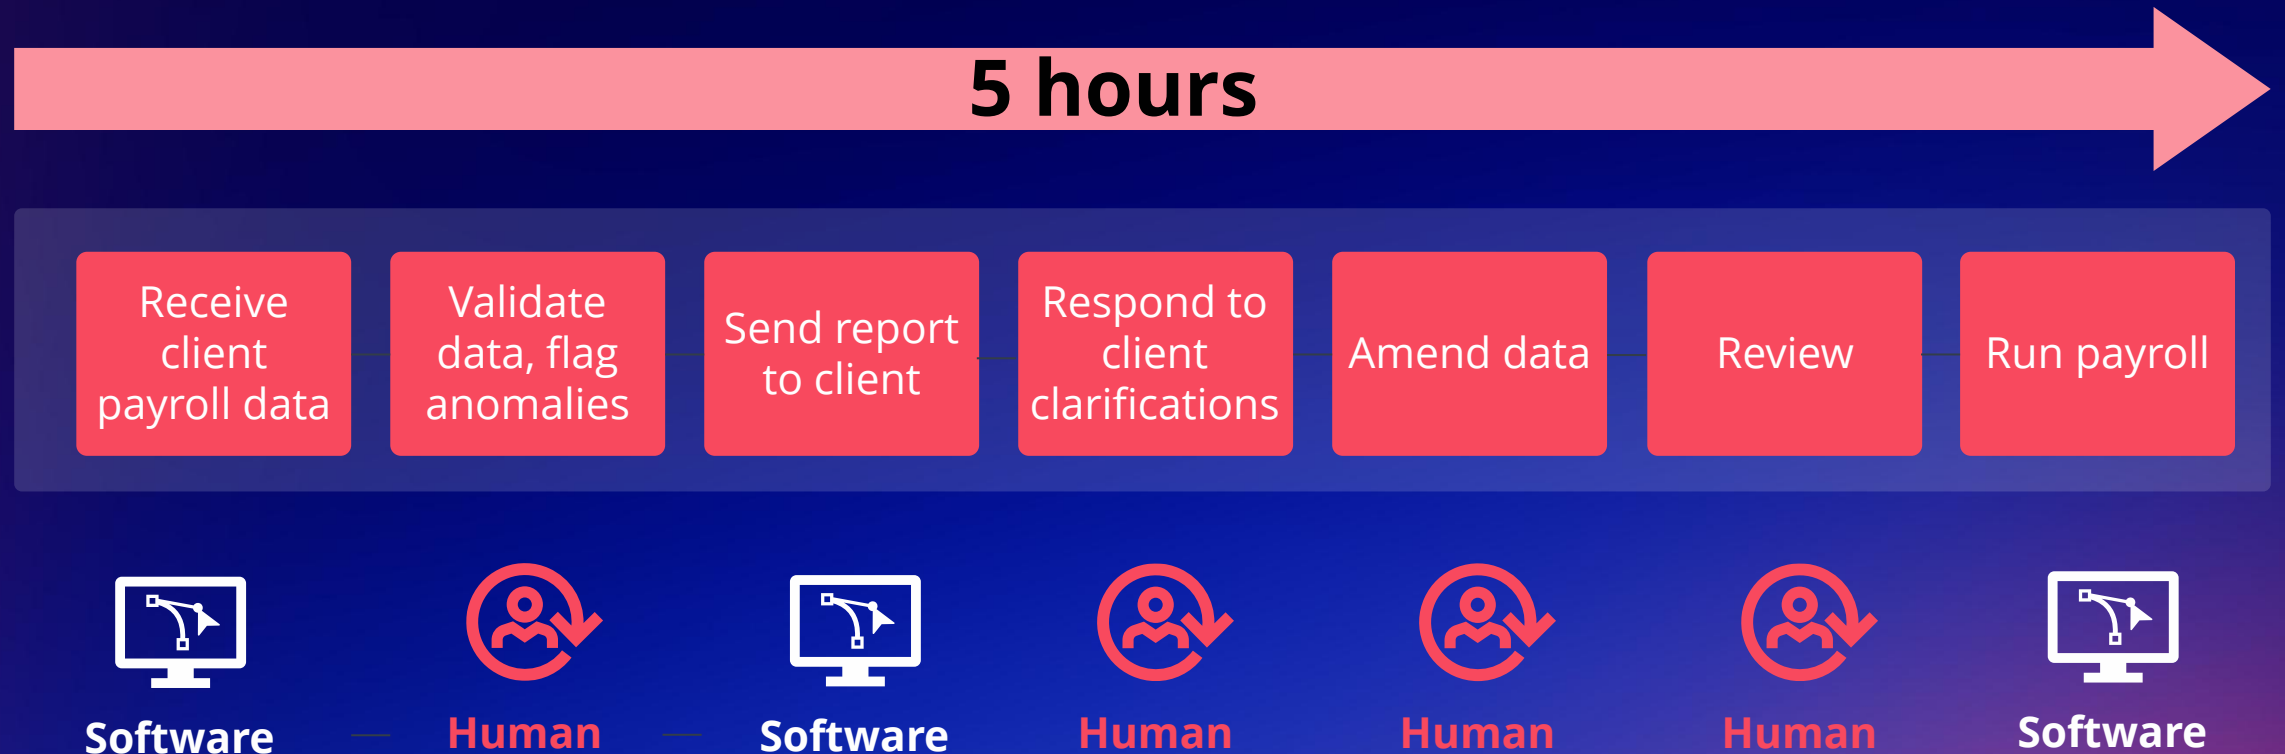 5 hours
Receive
client
payroll data
Validate
data, flag
anomalies
Send report
to client
Respond to
client
clarifications
Amend data
Review
Run payroll
Software
Human
Software
Human
Human
Human
Software